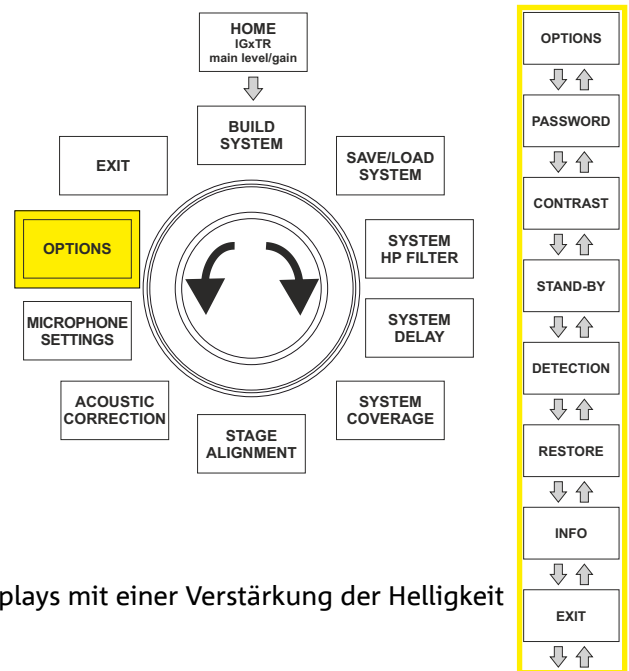 HOME
IGxTR
main level/gain
BUILD
SYSTEM
EXIT
SAVE/LOAD
SYSTEM
OPTIONS
SYSTEM
HP FILTER
MICROPHONE
SETTINGS
SYSTEM
DELAY
ACOUSTIC
CORRECTION
SYSTEM
COVERAGE
STAGE
ALIGNMENT
OPTIONS
PASSWORD
CONTRAST
STAND-BY
DETECTION
RESTORE
INFO
EXIT
plays mit einer Verstärkung der Helligkeit